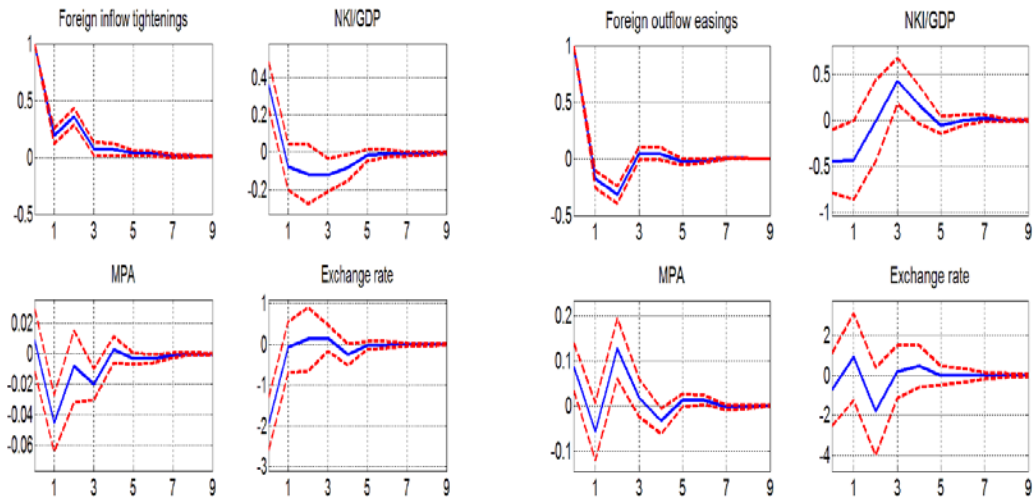 Foreign inflow tightenings
1
0.5
0
-0.5
1 3 5 7 9
NKI/GDP
0.4
0.2
0
-0.2
1 3 5 7 9
Foreign outflow easings
1
0.5
0
-0.5
1 3 5 7 9
NKI/GDP
0.5
0
-0.5
-1
1 3 5 7 9
MPA
0.02
0
-0.02
-0.04
-0.06
1 3 5 7 9
Exchange rate
1
0
-1
-2
-3
1 3 5 7 9
MPA
0.2
0.1
0
-0.1
1 3 5 7 9
Exchange rate
2
0
-2
-4
1 3 5 7 9